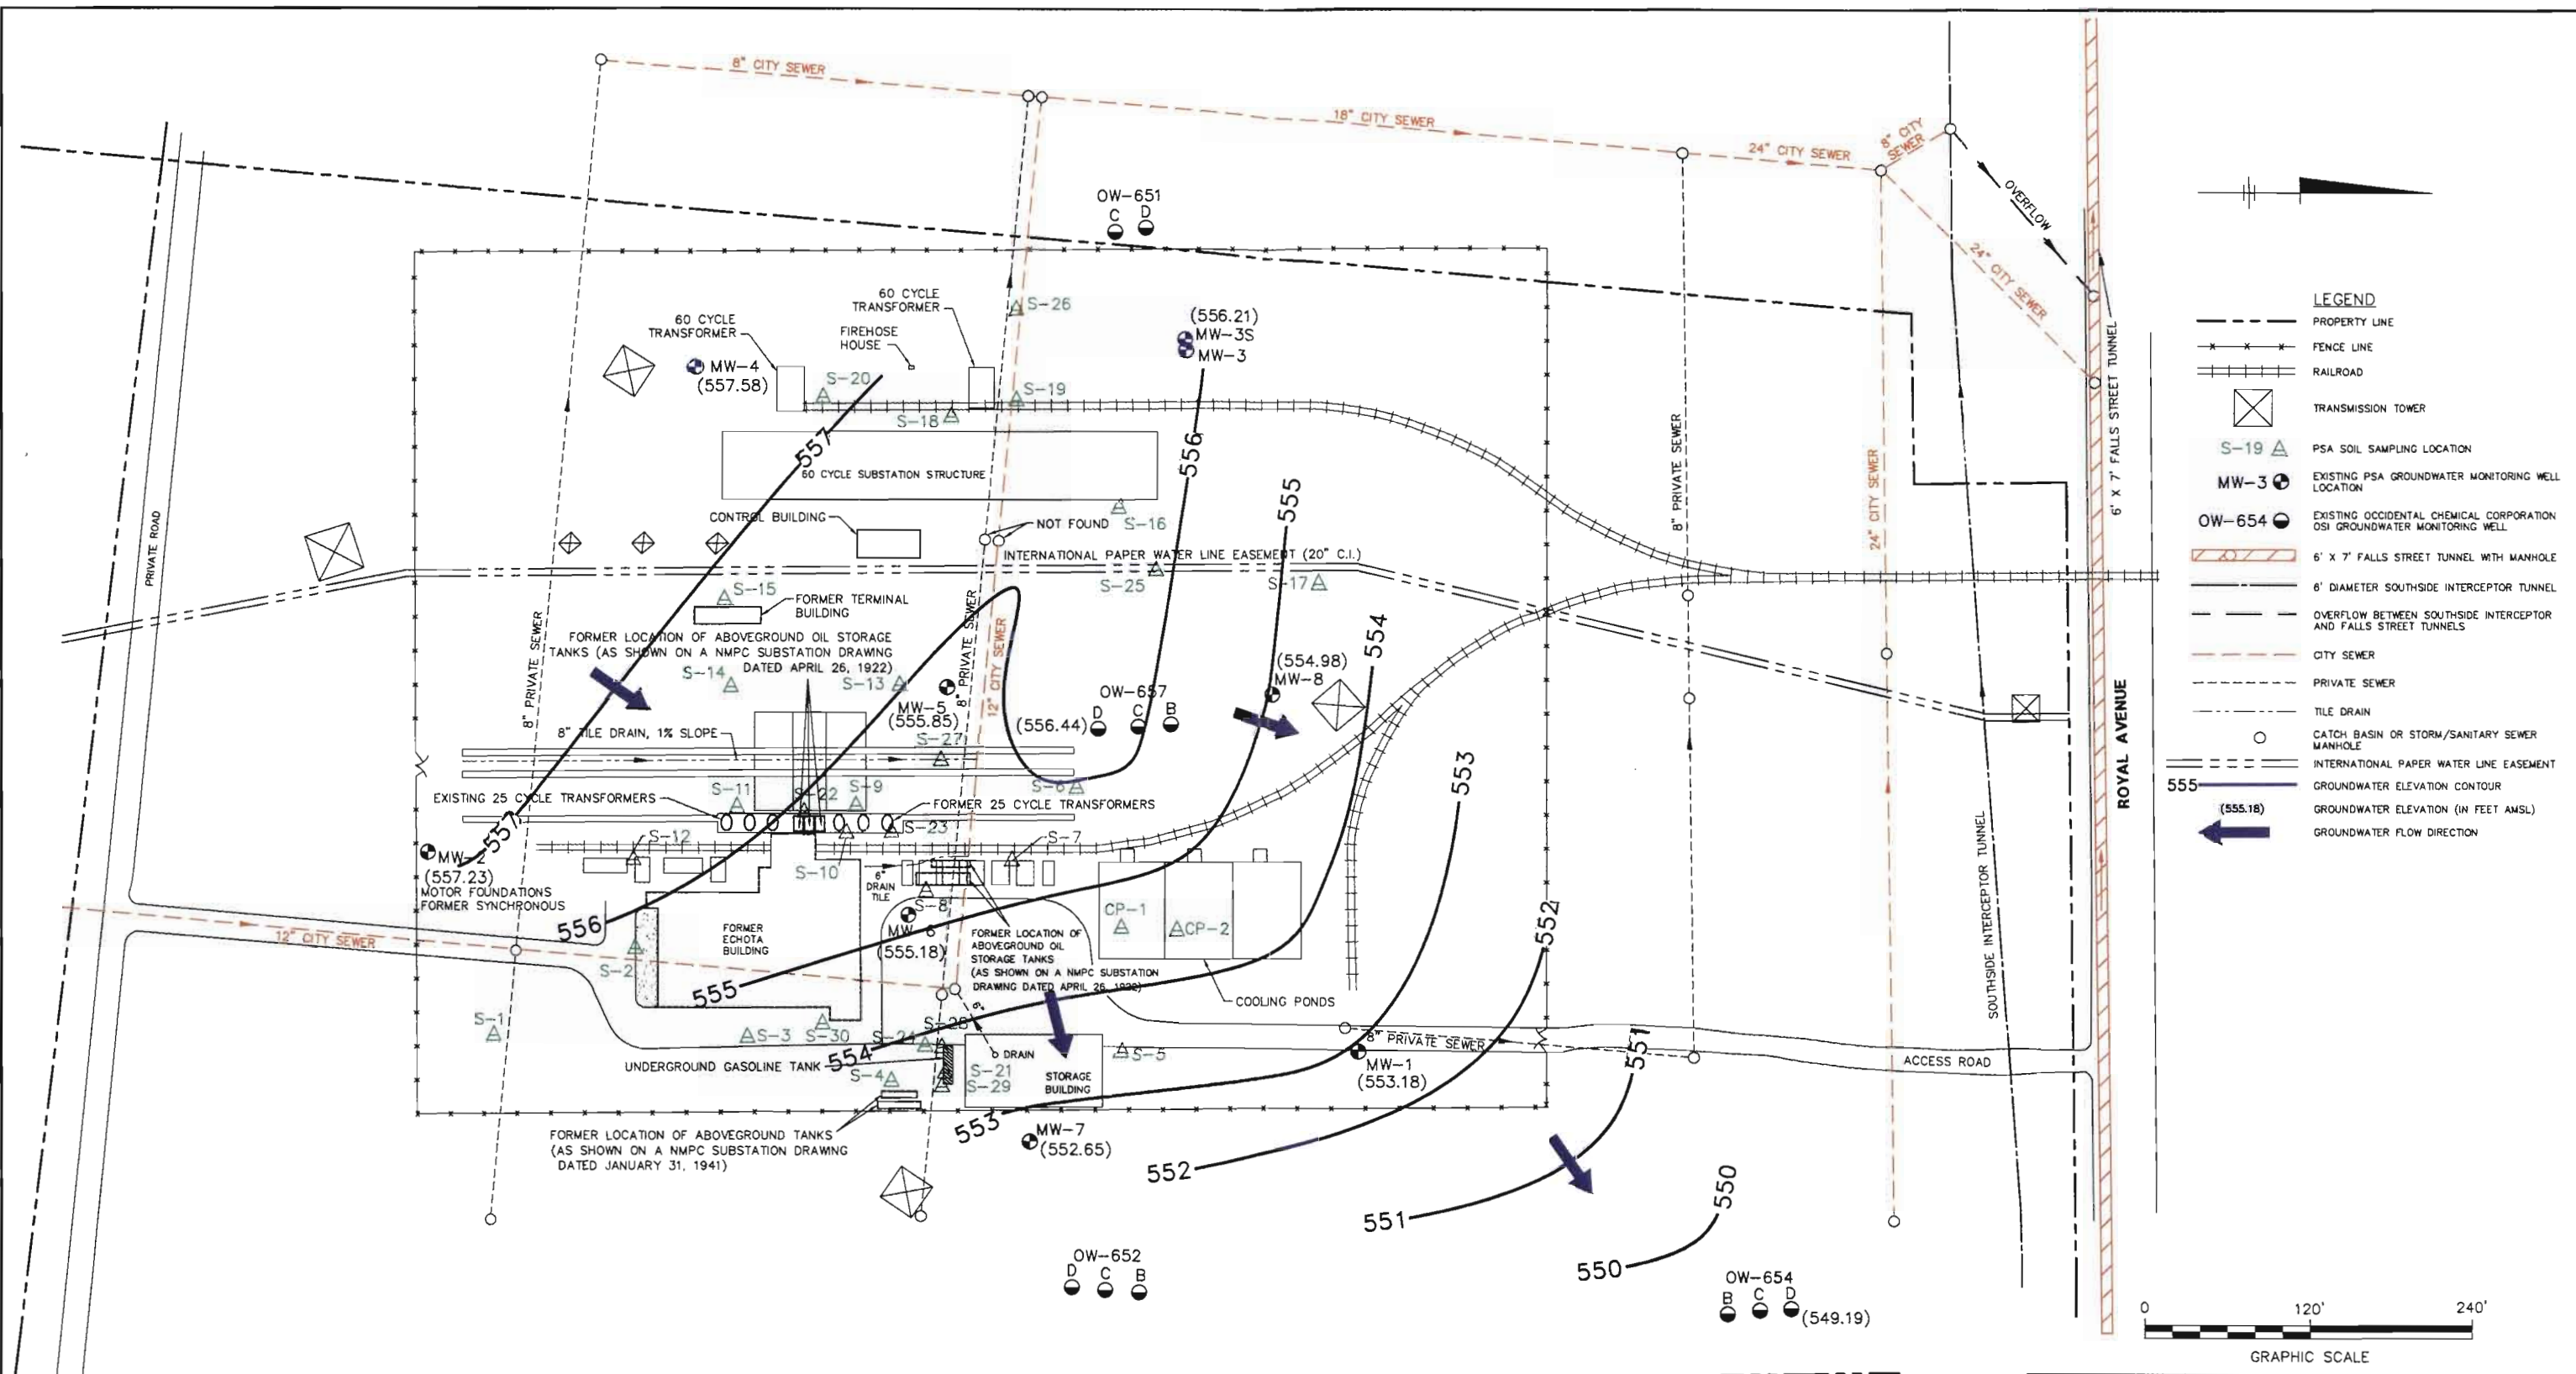 8" CITY SEWER
18" CITY SEWER
24" CITY SEWER
8" CITY
SEWER
OVERFLOW
24" CITY SEWER
6' X 7' FALLS STREET TUNNEL
OW-651
C D
60 CYCLE
TRANSFORMER
60 CYCLE
TRANSFORMER
FIREHOSE
HOUSE
S-26
(556.21)
MW-3S
MW-3
MW-4
(557.58)
S-20
S-19
S-18
557
60 CYCLE SUBSTATION STRUCTURE
556
555
8" PRIVATE SEWER
24" CITY SEWER
CONTROL BUILDING
NOT FOUND
S-16
PRIVATE ROAD
INTERNATIONAL PAPER WATER LINE EASEMENT (20" C.I.)
S-25
S-17
S-15
FORMER TERMINAL
BUILDING
8" PRIVATE SEWER
8" PRIVATE SEWER
12" CITY SEWER
554
FORMER LOCATION OF ABOVEGROUND OIL STORAGE
TANKS (AS SHOWN ON A NMPC SUBSTATION DRAWING
DATED APRIL 26, 1922)
S-14
S-13
(554.98)
MW-8
MW-5
(555.85)
OW-657
(556.44)
D C B
8" TILE DRAIN, 1% SLOPE
S-27
553
S-11
S-22
S-9
S-6
EXISTING 25 CYCLE TRANSFORMERS
FORMER 25 CYCLE TRANSFORMERS
557
S-12
S-23
S-7
MW-2
(557.23)
MOTOR FOUNDATIONS
FORMER SYNCHRONOUS
S-10
6"
DRAIN
TILE
S-8
CP-1
CP-2
552
556
12" CITY SEWER
FORMER
ECHOTA
BUILDING
MW-6
(555.18)
FORMER LOCATION OF
ABOVEGROUND OIL
STORAGE TANKS
(AS SHOWN ON A NMPC SUBSTATION
DRAWING DATED APRIL 26, 1922)
S-2
555
COOLING PONDS
6"
SOUTHSIDE INTERCEPTOR TUNNEL
S-1
S-3
S-30
S-24
S-28
554
DRAIN
S-5
8" PRIVATE SEWER
551
ACCESS ROAD
UNDERGROUND GASOLINE TANK
S-4
S-21
S-29
STORAGE
BUILDING
MW-1
(553.18)
553
MW-7
(552.65)
FORMER LOCATION OF ABOVEGROUND TANKS
(AS SHOWN ON A NMPC SUBSTATION DRAWING
DATED JANUARY 31, 1941)
552
551
550
550
OW-652
D C B
OW-654
B C D
(549.19)
ROYAL AVENUE
LEGEND
PROPERTY LINE
FENCE LINE
RAILROAD
TRANSMISSION TOWER
S-19 PSA SOIL SAMPLING LOCATION
MW-3 EXISTING PSA GROUNDWATER MONITORING WELL
LOCATION
OW-654 EXISTING OCCIDENTAL CHEMICAL CORPORATION
OSI GROUNDWATER MONITORING WELL
6' X 7' FALLS STREET TUNNEL WITH MANHOLE
6' DIAMETER SOUTHSIDE INTERCEPTOR TUNNEL
OVERFLOW BETWEEN SOUTHSIDE INTERCEPTOR
AND FALLS STREET TUNNELS
CITY SEWER
PRIVATE SEWER
TILE DRAIN
CATCH BASIN OR STORM/SANITARY SEWER
MANHOLE
INTERNATIONAL PAPER WATER LINE EASEMENT
555 GROUNDWATER ELEVATION CONTOUR
(555.18) GROUNDWATER ELEVATION (IN FEET AMSL)
GROUNDWATER FLOW DIRECTION
0 120' 240'
GRAPHIC SCALE